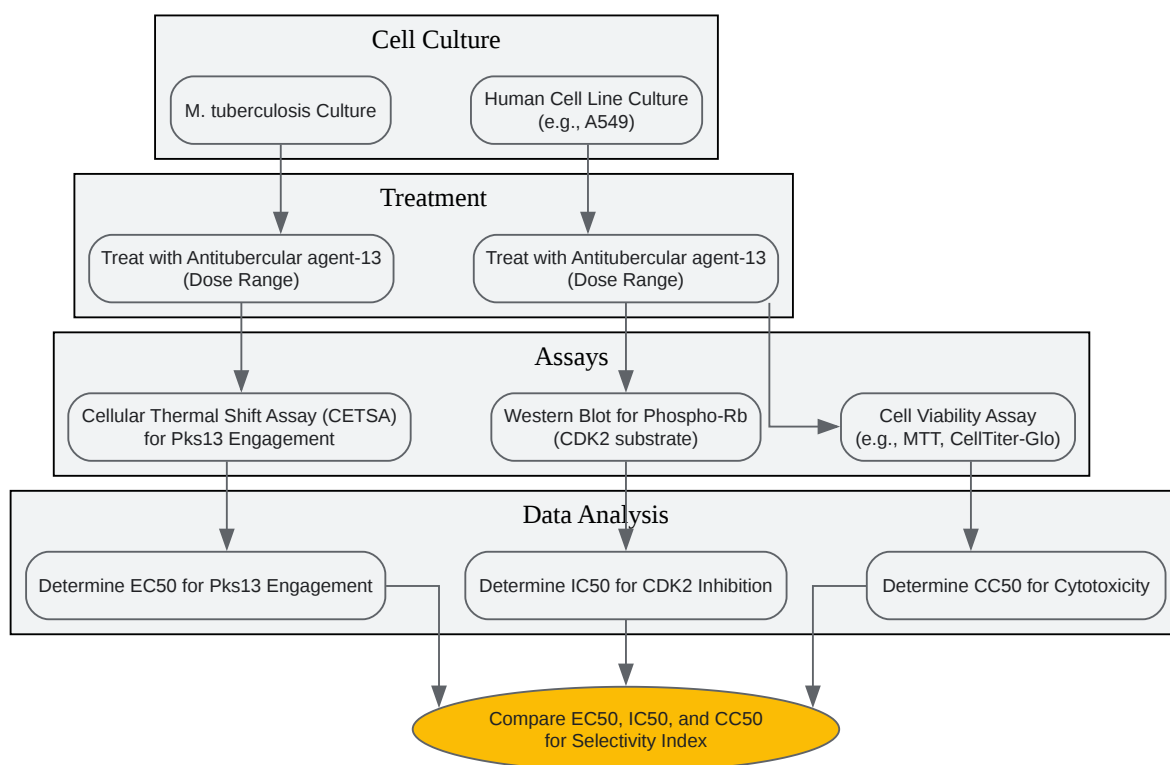 Cell Culture
M. tuberculosis Culture
Human Cell Line Culture
(e.g., A549)
Treatment
Treat with Antitubercular agent-13
(Dose Range)
Treat with Antitubercular agent-13
(Dose Range)
Assays
Cellular Thermal Shift Assay (CETSA)
for Pks13 Engagement
Western Blot for Phospho-Rb
(CDK2 substrate)
Cell Viability Assay
(e.g., MTT, CellTiter-Glo)
Data Analysis
Determine EC50 for Pks13 Engagement
Determine IC50 for CDK2 Inhibition
Determine CC50 for Cytotoxicity
Compare EC50, IC50, and CC50
for Selectivity Index